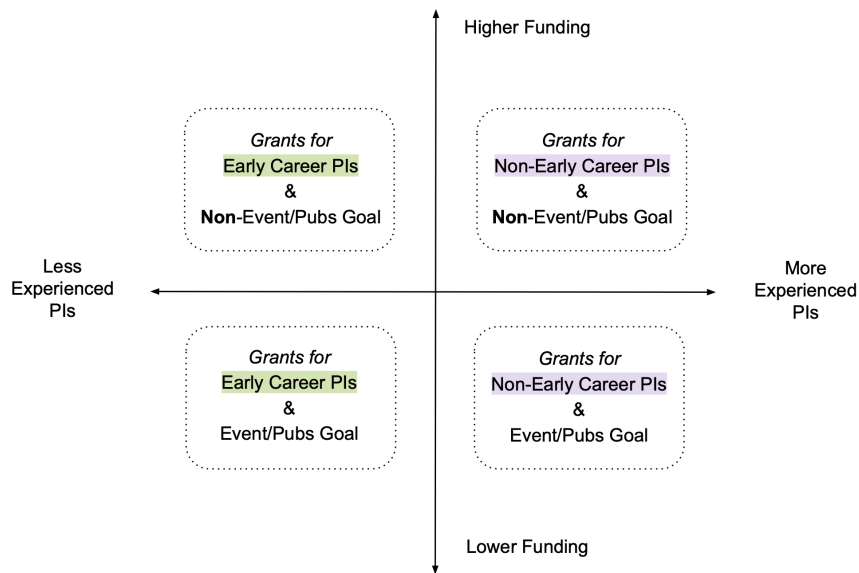 Higher Funding
Grants for
Early Career PIs
&
Non-Event/Pubs Goal
Grants for
Non-Early Career PIs
&
Non-Event/Pubs Goal
Less
Experienced
PIs
More
Experienced
PIs
Grants for
Early Career PIs
&
Event/Pubs Goal
Grants for
Non-Early Career PIs
&
Event/Pubs Goal
Lower Funding